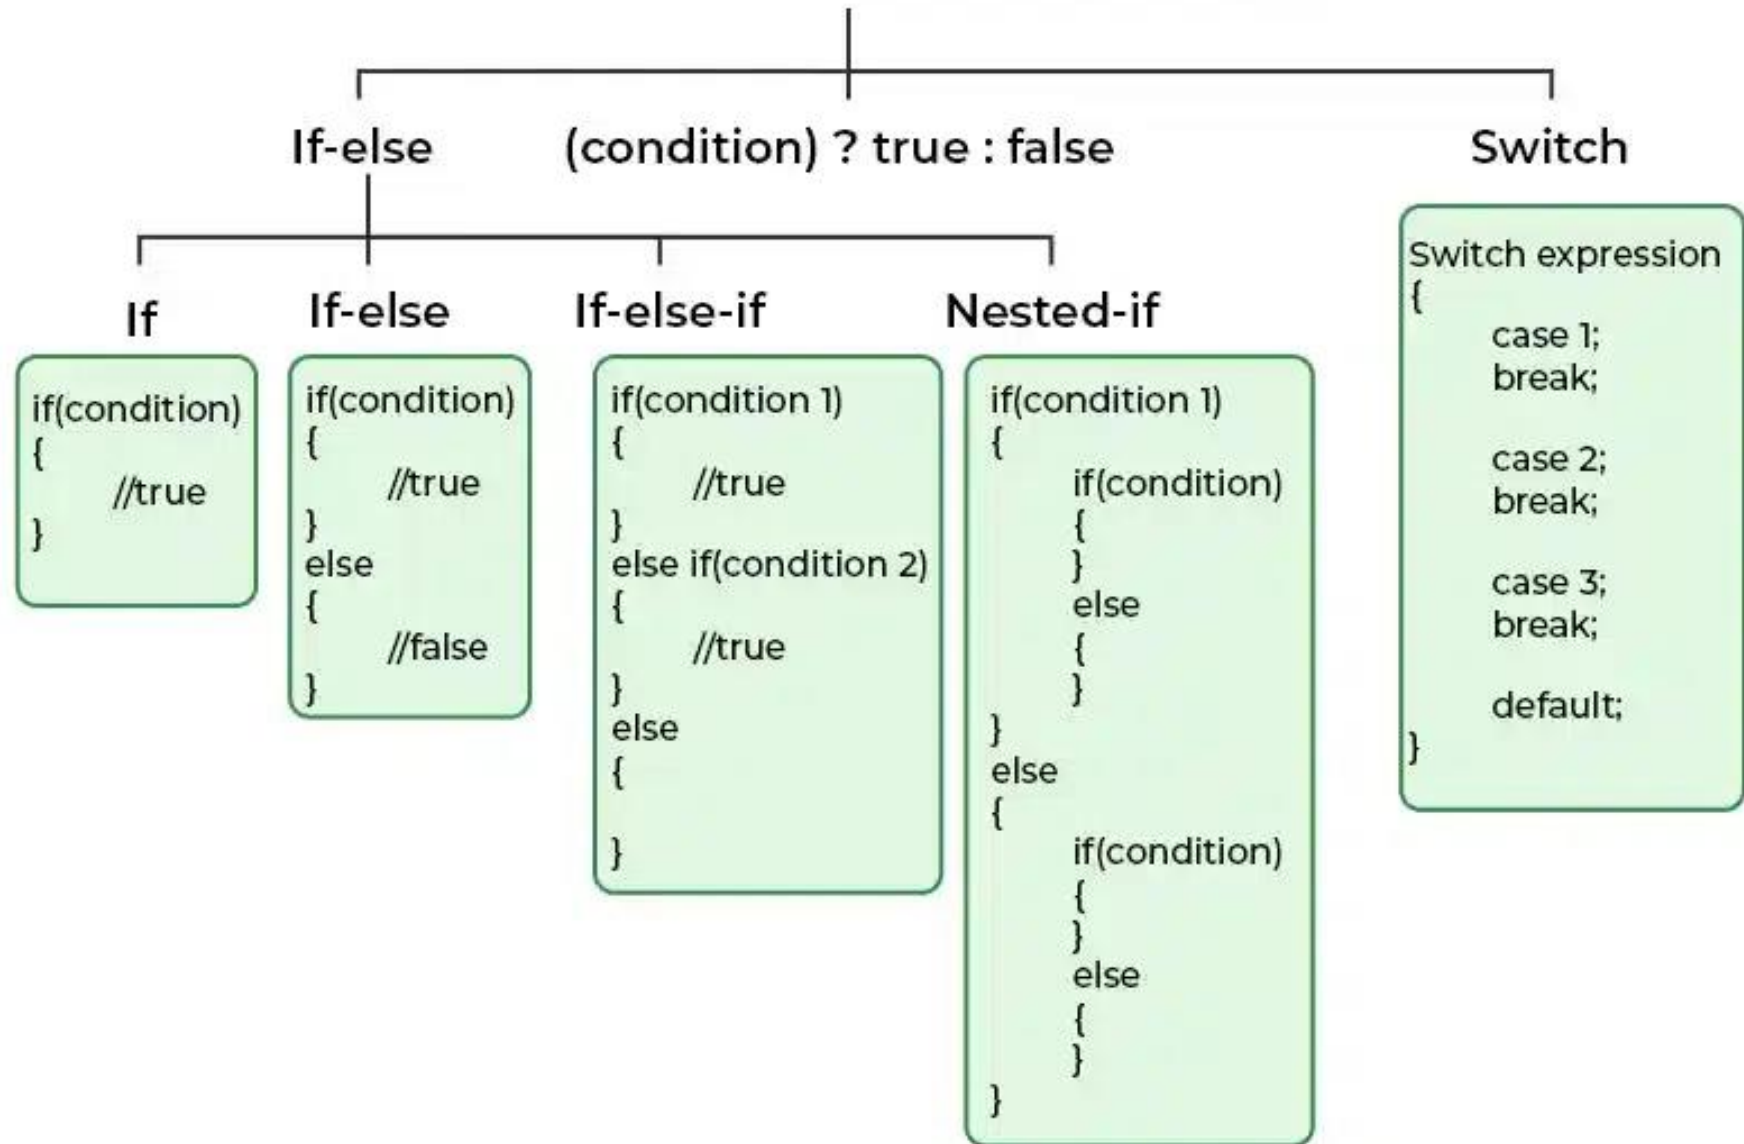 If-else
(condition) ? true : false
Switch
If
if(condition)
{
//true
}
If-else
if(condition)
{
//true
}
else
{
//false
}
If-else-if
if(condition 1)
{
//true
}
else if(condition 2)
{
//true
}
else
{
}
Nested-if
if(condition 1)
{
if(condition)
{
}
else
{
}
}
else
{
if(condition)
{
}
else
{
}
}
Switch expression
{
case 1;
break;
case 2;
break;
case 3;
break;
default;
}